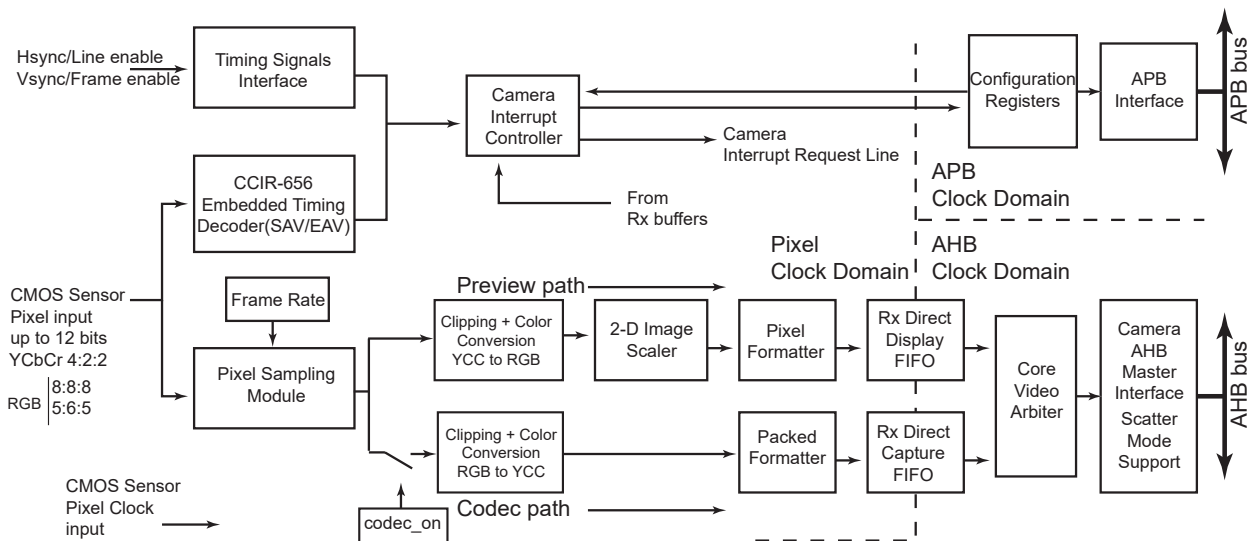 Hsync/Line enable
Vsync/Frame enable
Timing Signals
Interface
Camera
Interrupt
Controller
Configuration
Registers
APB
Interface
APB bus
Camera
Interrupt Request Line
CCIR-656
Embedded Timing
Decoder(SAV/EAV)
From
Rx buffers
APB
Clock Domain
Pixel
Clock Domain
AHB
Clock Domain
CMOS Sensor
Pixel input
up to 12 bits
YCbCr 4:2:2
RGB
8:8:8
5:6:5
Frame Rate
Pixel Sampling
Module
Preview path
Clipping + Color
Conversion
YCC to RGB
2-D Image
Scaler
Pixel
Formatter
Rx Direct
Display
FIFO
Core
Video
Arbiter
Camera
AHB
Master
Interface
Scatter
Mode
Support
AHB bus
Clipping + Color
Conversion
RGB to YCC
Packed
Formatter
Rx Direct
Capture
FIFO
Codec path
codec_on
CMOS Sensor
Pixel Clock
input